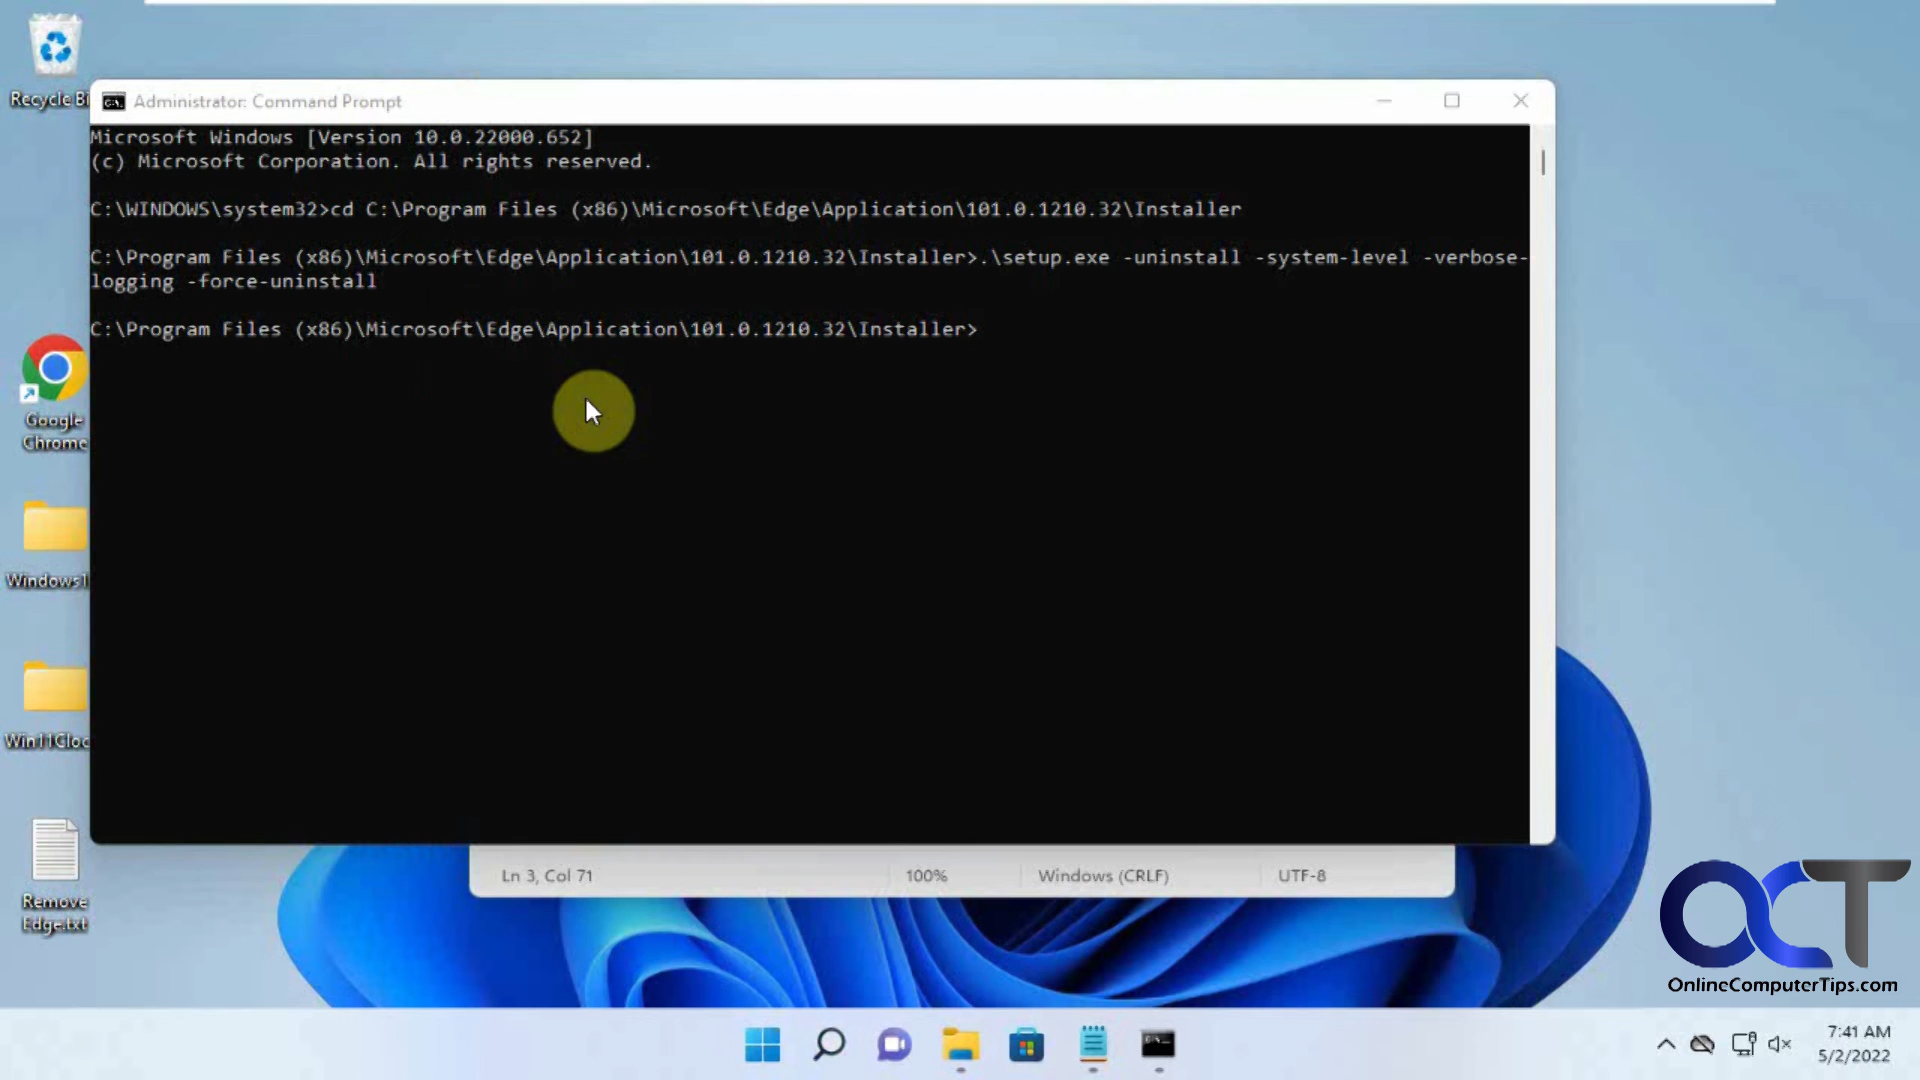 Recycle Bi
Administrator: Command Prompt
Microsoft Windows [Version 10.0.22000.652]
(c) Microsoft Corporation. All rights reserved.
C:\WINDOWS\system32>cd C:\Program Files (x86)\Microsoft\Edge\Application\101.0.1210.32\Installer
C:\Program Files (x86)\Microsoft\Edge\Application\101.0.1210.32\Installer>.\setup.exe -uninstall -system-level -verbose-
logging -force-uninstall
C:\Program Files (x86)\Microsoft\Edge\Application\101.0.1210.32\Installer>
Google
Chrome
Windows1
Win11Cloc
Remove
Edge.txt
Ln 3, Col 71
100%
Windows (CRLF)
UTF-8
OCT
OnlineComputerTips.com
7:41 AM
5/2/2022